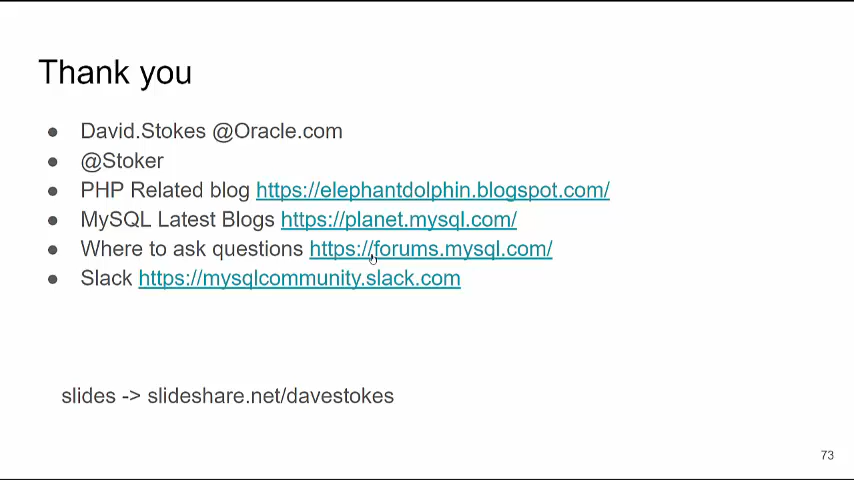 Thank you
● David.Stokes @Oracle.com
● @Stoker
● PHP Related blog https://elephantdolphin.blogspot.com/
● MySQL Latest Blogs https://planet.mysql.com/
● Where to ask questions https://forums.mysql.com/
● Slack https://mysqlcommunity.slack.com
slides -> slideshare.net/davestokes
73